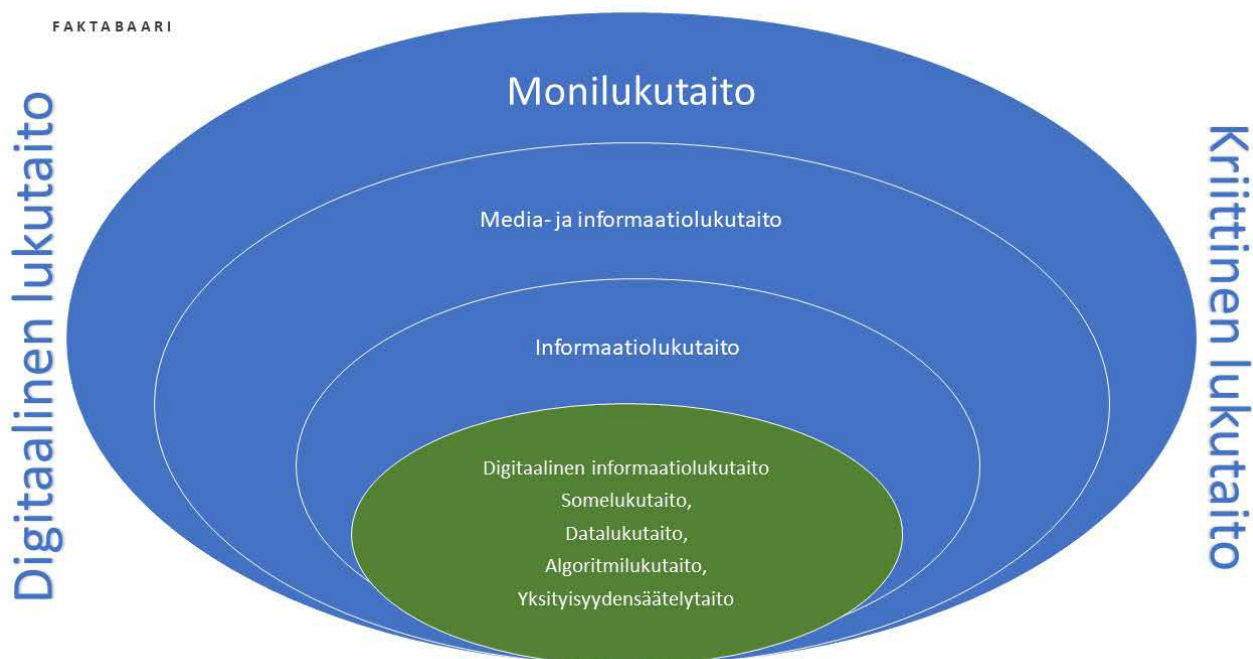 FAKTABAARI
Digitaalinen lukutaito
Monilukutaito
Media- ja informaatiolukutaito
Informaatiolukutaito
Digitaalinen informaatiolukutaito
Somelukutaito,
Datalukutaito,
Algoritmilukutaito,
Yksityisyydensäätelytaito
Kriittinen lukutaito